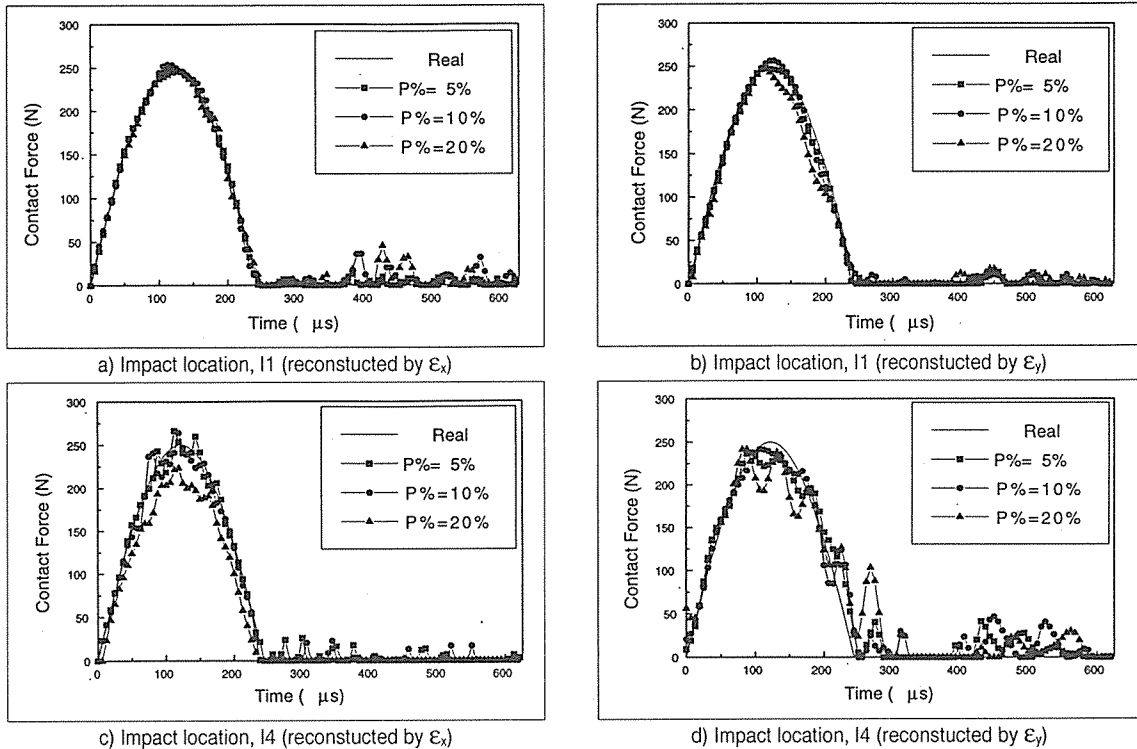 300
250
200
150
100
50
0
Contact Force (N)
Real
P%= 5%
P%=10%
P%=20%
0 100 200 300 400 500 600
Time ( μs)
a) Impact location, I1 (reconstucted by εx)
300
250
200
150
100
50
0
Contact Force (N)
Real
P%= 5%
P%=10%
P%=20%
0 100 200 300 400 500 600
Time ( μs)
b) Impact location, I1 (reconstucted by εy)
300
250
200
150
100
50
0
Contact Force (N)
Real
P%= 5%
P%=10%
P%=20%
0 100 200 300 400 500 600
Time ( μs)
c) Impact location, I4 (reconstucted by εx)
300
250
200
150
100
50
0
Contact Force (N)
Real
P%= 5%
P%=10%
P%=20%
0 100 200 300 400 500 600
Time ( μs)
d) Impact location, I4 (reconstucted by εy)